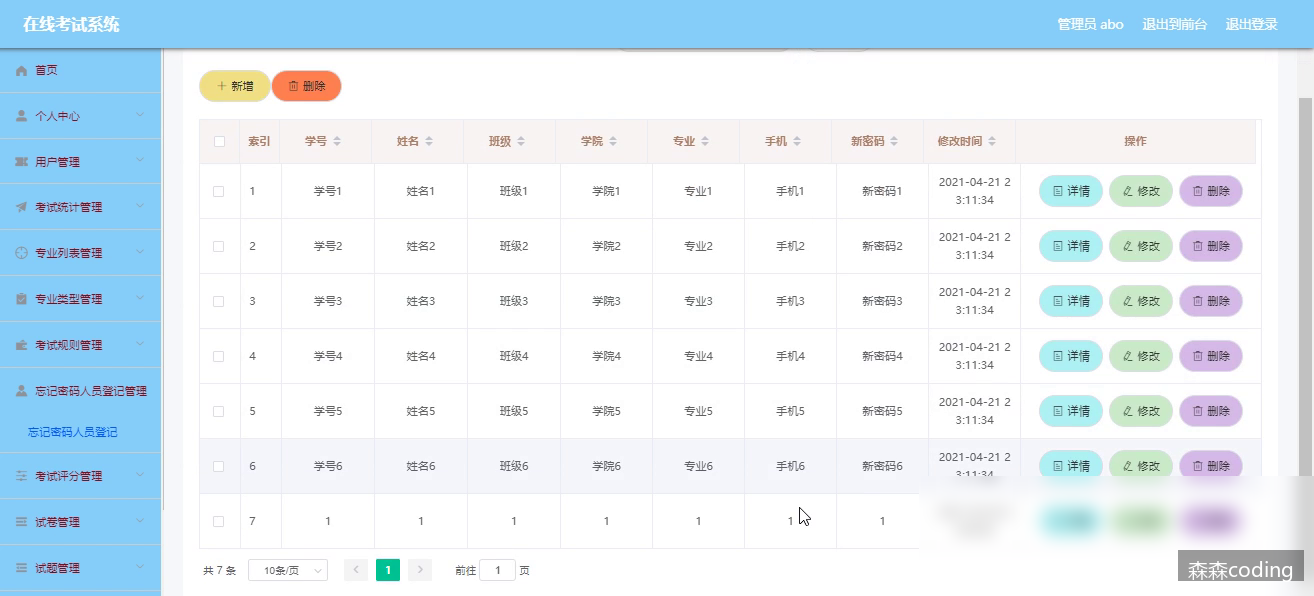 在线考试系统 管理员 abo 退出到前台 退出登录
首页
个人中心
用户管理
考试统计管理
专业列表管理
专业类型管理
考试规则管理
忘记密码人员登记管理
忘记密码人员登记
考试评分管理
试卷管理
试题管理
新增 删除
索引 学号 姓名 班级 学院 专业 手机 新密码 修改时间 操作
1 学号1 姓名1 班级1 学院1 专业1 手机1 新密码1 2021-04-21 2
3:11:34 详情 修改 删除
2 学号2 姓名2 班级2 学院2 专业2 手机2 新密码2 2021-04-21 2
3:11:34 详情 修改 删除
3 学号3 姓名3 班级3 学院3 专业3 手机3 新密码3 2021-04-21 2
3:11:34 详情 修改 删除
4 学号4 姓名4 班级4 学院4 专业4 手机4 新密码4 2021-04-21 2
3:11:34 详情 修改 删除
5 学号5 姓名5 班级5 学院5 专业5 手机5 新密码5 2021-04-21 2
3:11:34 详情 修改 删除
6 学号6 姓名6 班级6 学院6 专业6 手机6 新密码6 2021-04-21 2
3:11:34 详情 修改 删除
7 1 1 1 1 1 1 1
共 7 条 10条/页 1 前往 1 页
森森coding